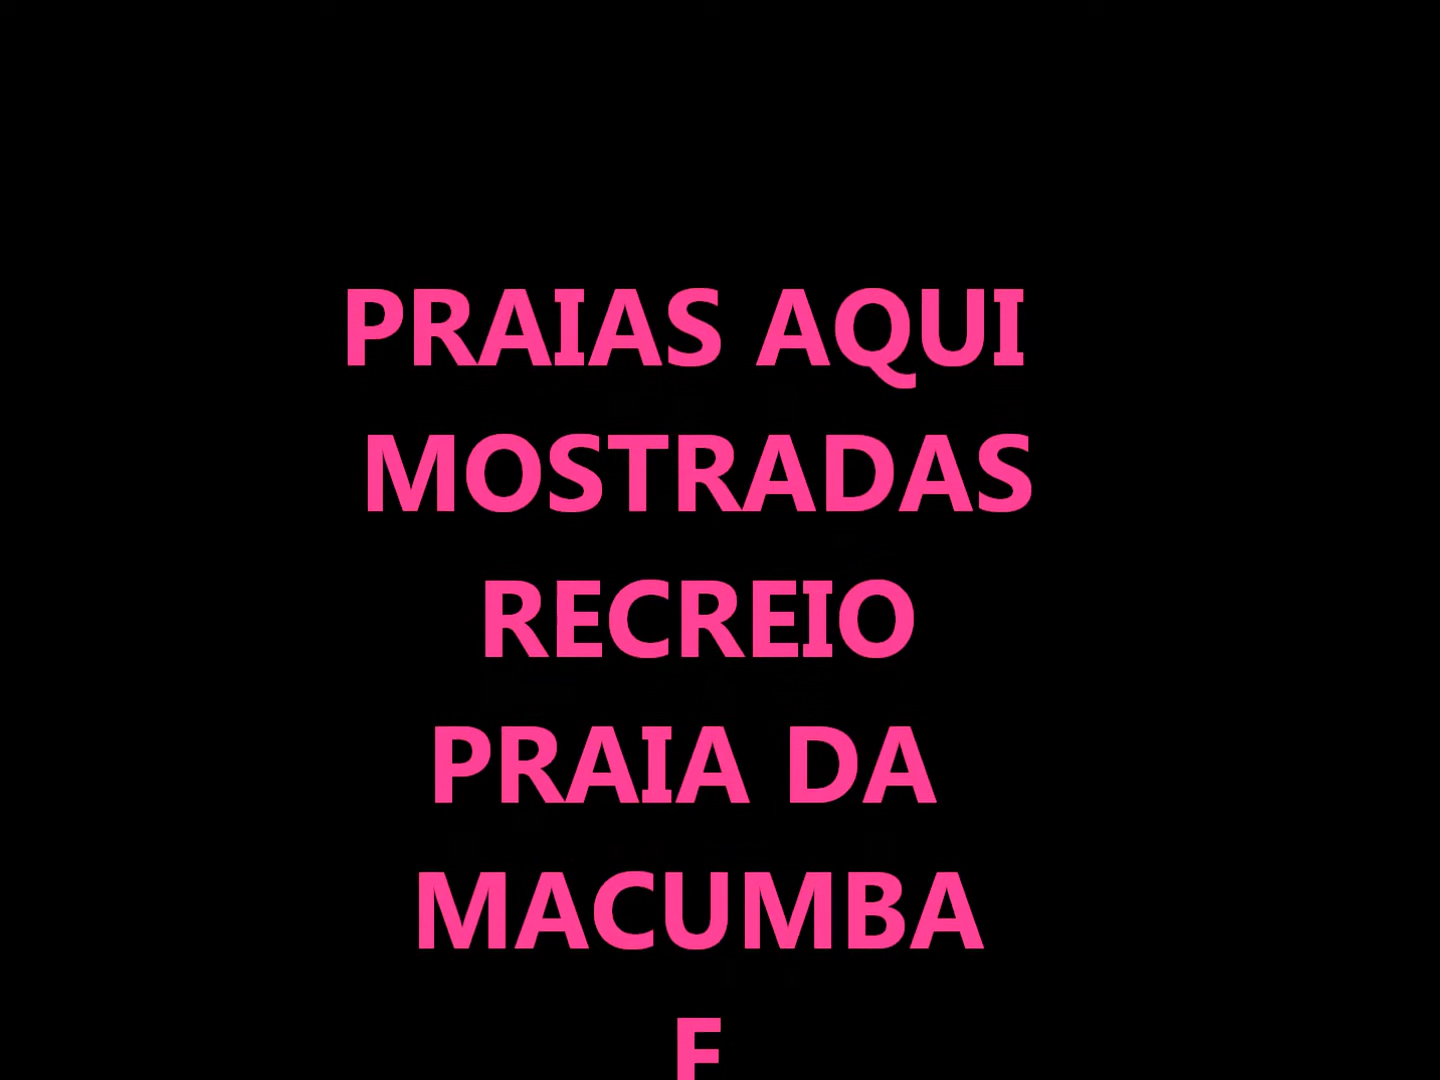 PRAIAS AQUI
MOSTRADAS
RECREIO
PRAIA DA
MACUMBA